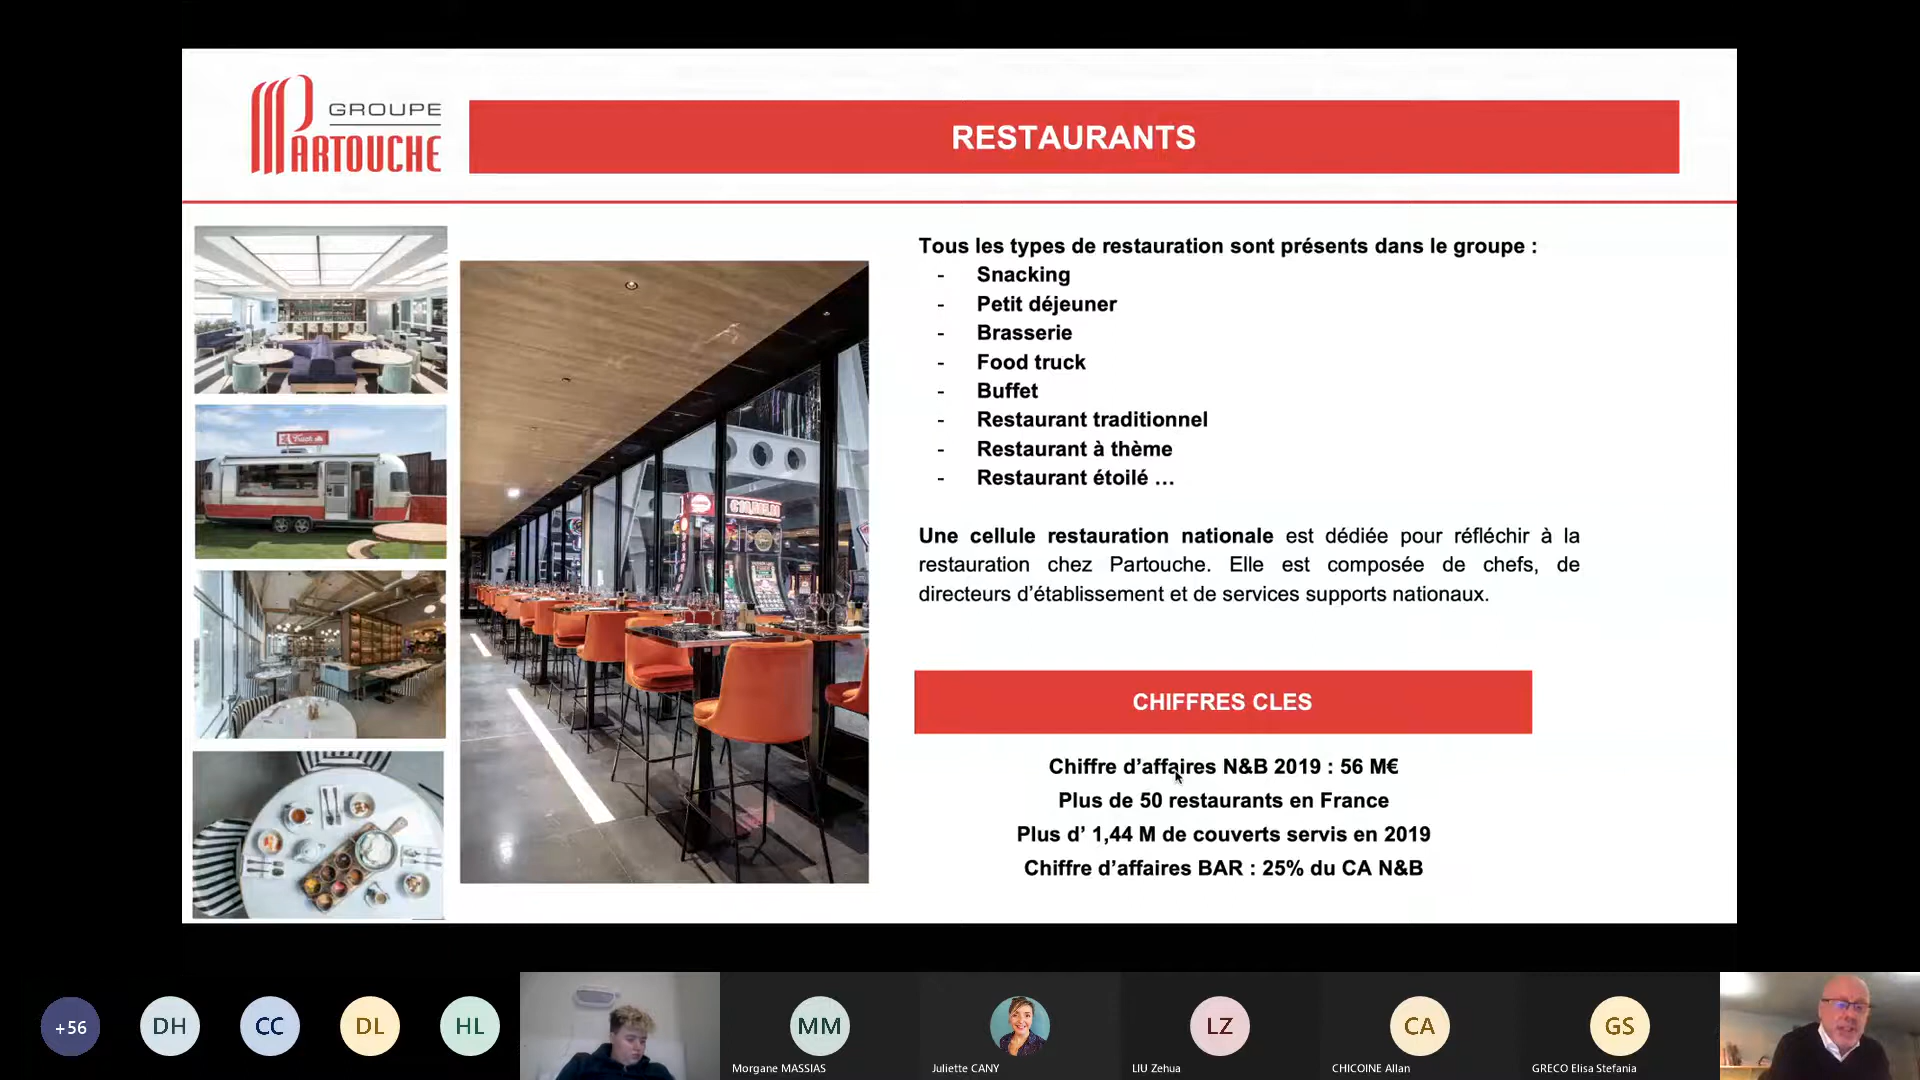 GROUPE
PARTOUCHE
RESTAURANTS
Tous les types de restauration sont présents dans le groupe :
- Snacking
- Petit déjeuner
- Brasserie
- Food truck
- Buffet
- Restaurant traditionnel
- Restaurant à thème
- Restaurant étoilé ...
Une cellule restauration nationale est dédiée pour réfléchir à la
restauration chez Partouche. Elle est composée de chefs, de
directeurs d’établissement et de services supports nationaux.
CHIFFRES CLES
Chiffre d’affaires N&B 2019 : 56 M€
Plus de 50 restaurants en France
Plus d’ 1,44 M de couverts servis en 2019
Chiffre d’affaires BAR : 25% du CA N&B
+56
DH
CC
DL
HL
MM
LZ
CA
GS
Morgane MASSIAS
Juliette CANY
LIU Zehua
CHICOINE Allan
GRECO Elisa Stefania